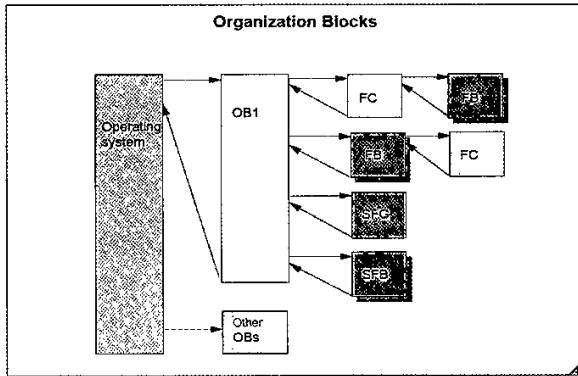 Organization Blocks
Operating
system
OB1
FC
FB
FB
FC
SFC
SFB
Other
OBs